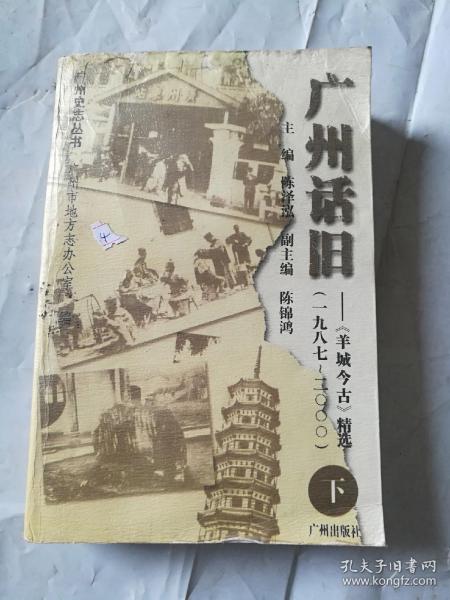 广州话旧
——《羊城今古》精选
(一九八七~二〇〇〇)
下
主编 陈泽泓 副主编 陈锦鸿
广州史志丛书
广州市地方志办公室 编
4
广州出版社
孔夫子旧书网
www.kongfz.com